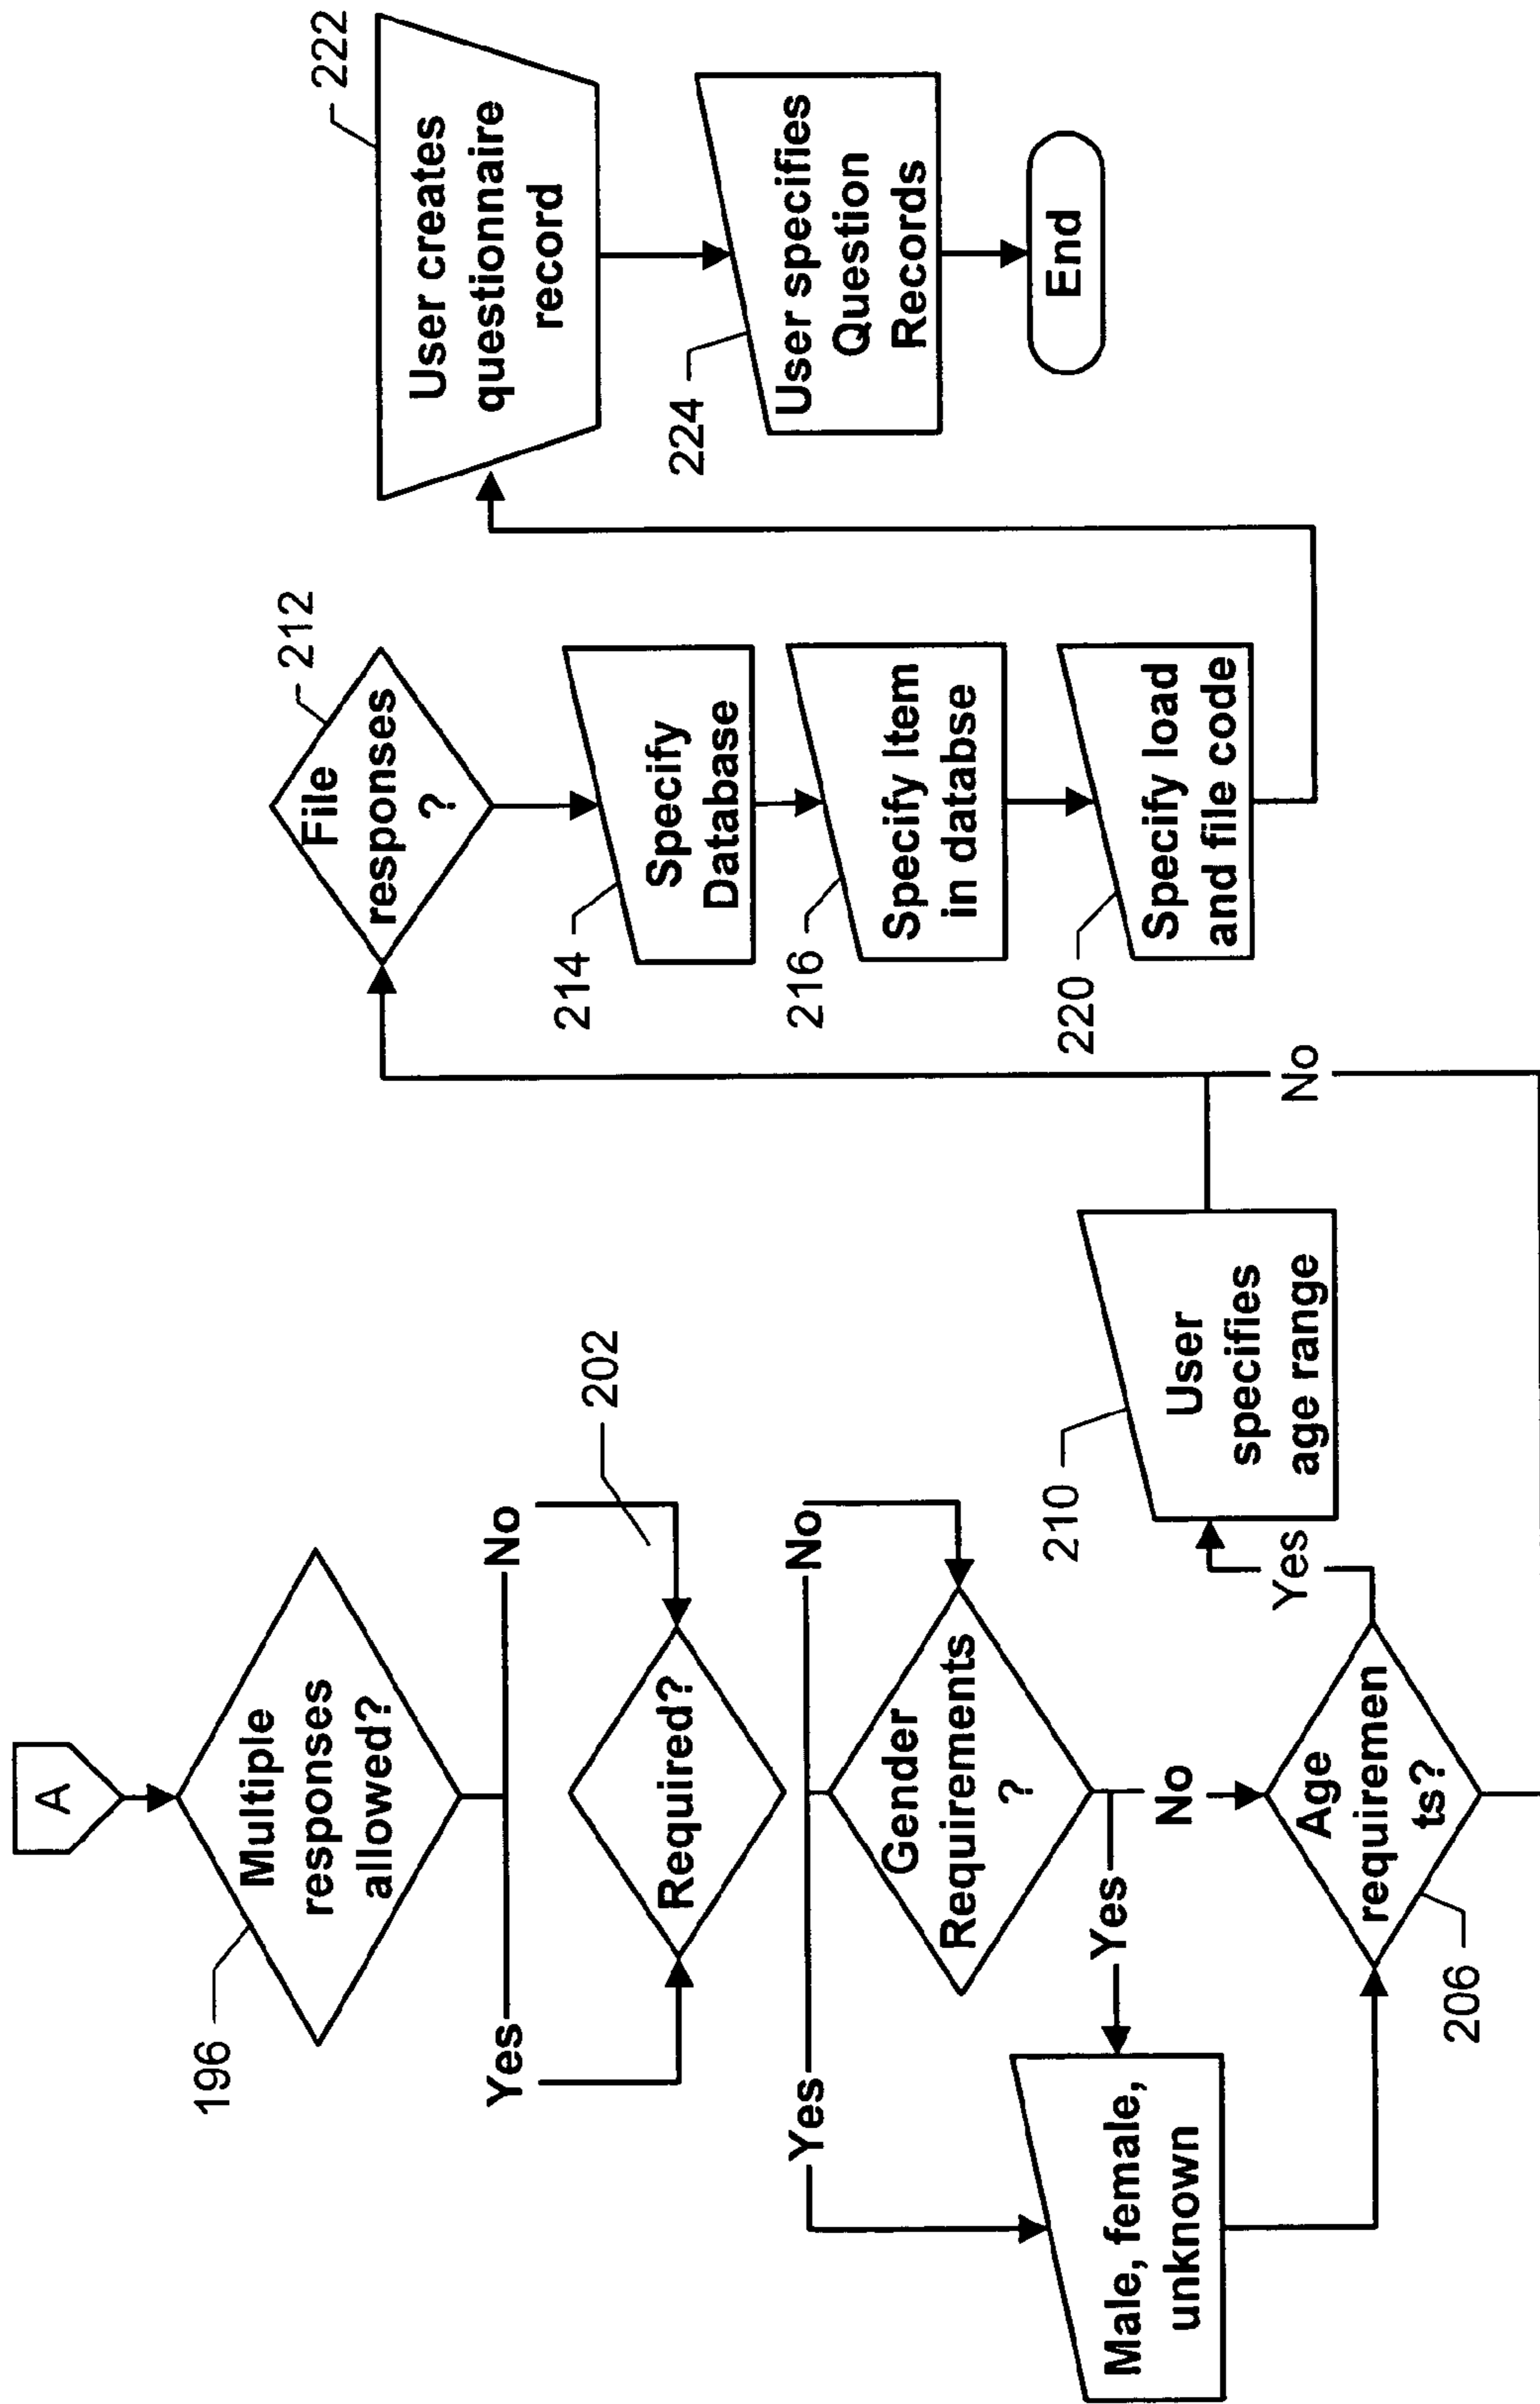 A
196
Multiple
responses
allowed?
Yes
No
202
Required?
Yes
No
Gender
Requirements
?
Yes
No
Male, female,
unknown
206
Age
requiremen
ts?
Yes
No
210
User
specifies
age range
212
File
responses
?
214
Specify
Database
216
Specify Item
in databse
220
Specify load
and file code
222
User creates
questionnaire
record
224
User specifies
Question
Records
End